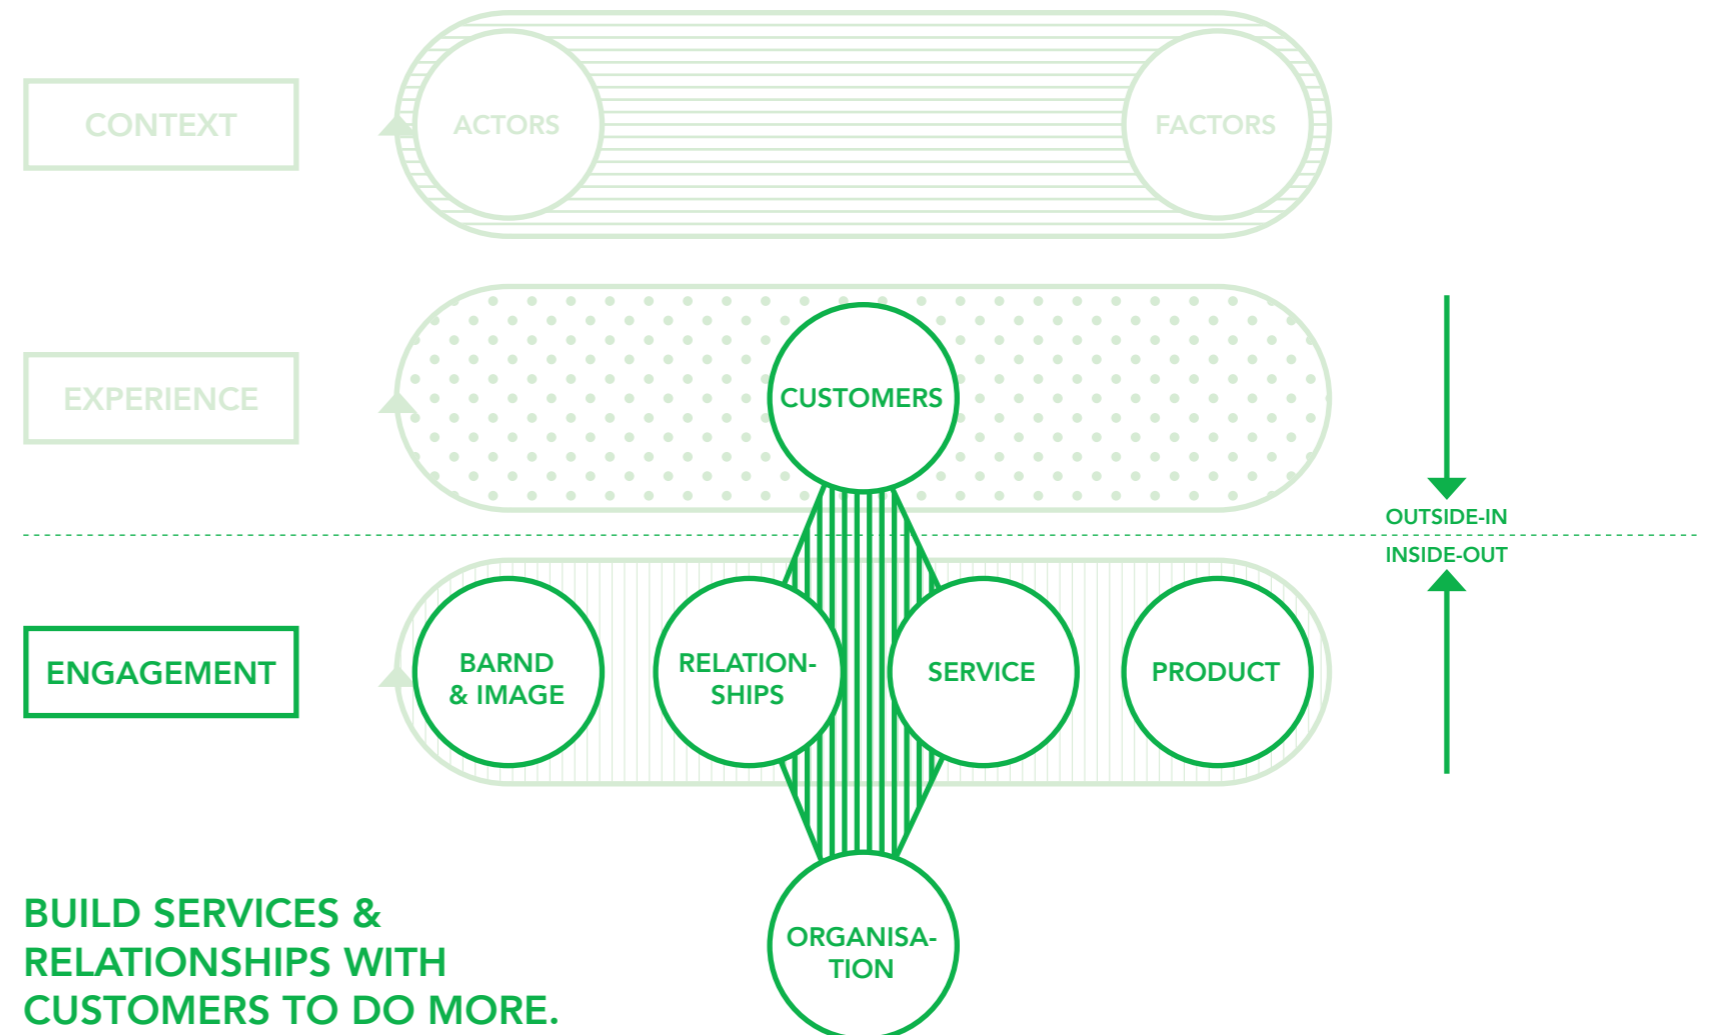 CONTEXT
ACTORS
FACTORS
EXPERIENCE
CUSTOMERS
OUTSIDE-IN
INSIDE-OUT
ENGAGEMENT
BARND
& IMAGE
RELATION-
SHIPS
SERVICE
PRODUCT
ORGANISA-
TION
BUILD SERVICES &
RELATIONSHIPS WITH
CUSTOMERS TO DO MORE.